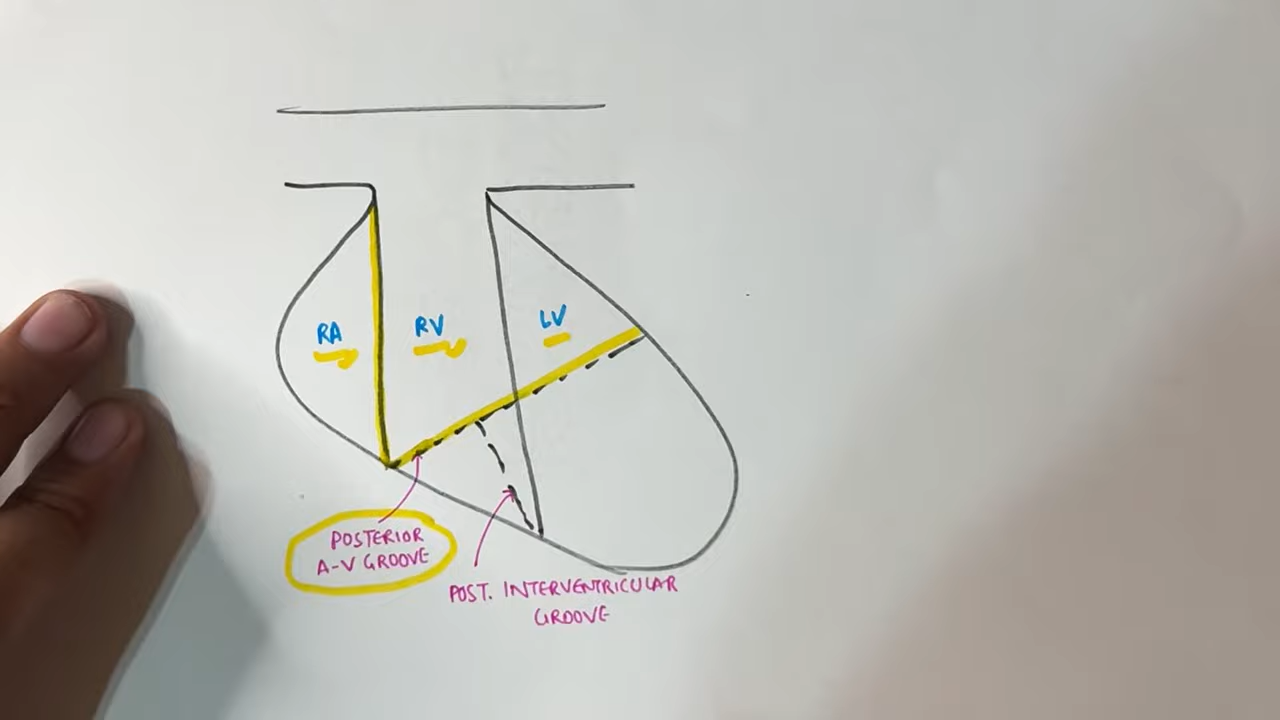 RA
RV
LV
POSTERIOR
A-V GROOVE
POST. INTERVENTRICULAR
GROOVE